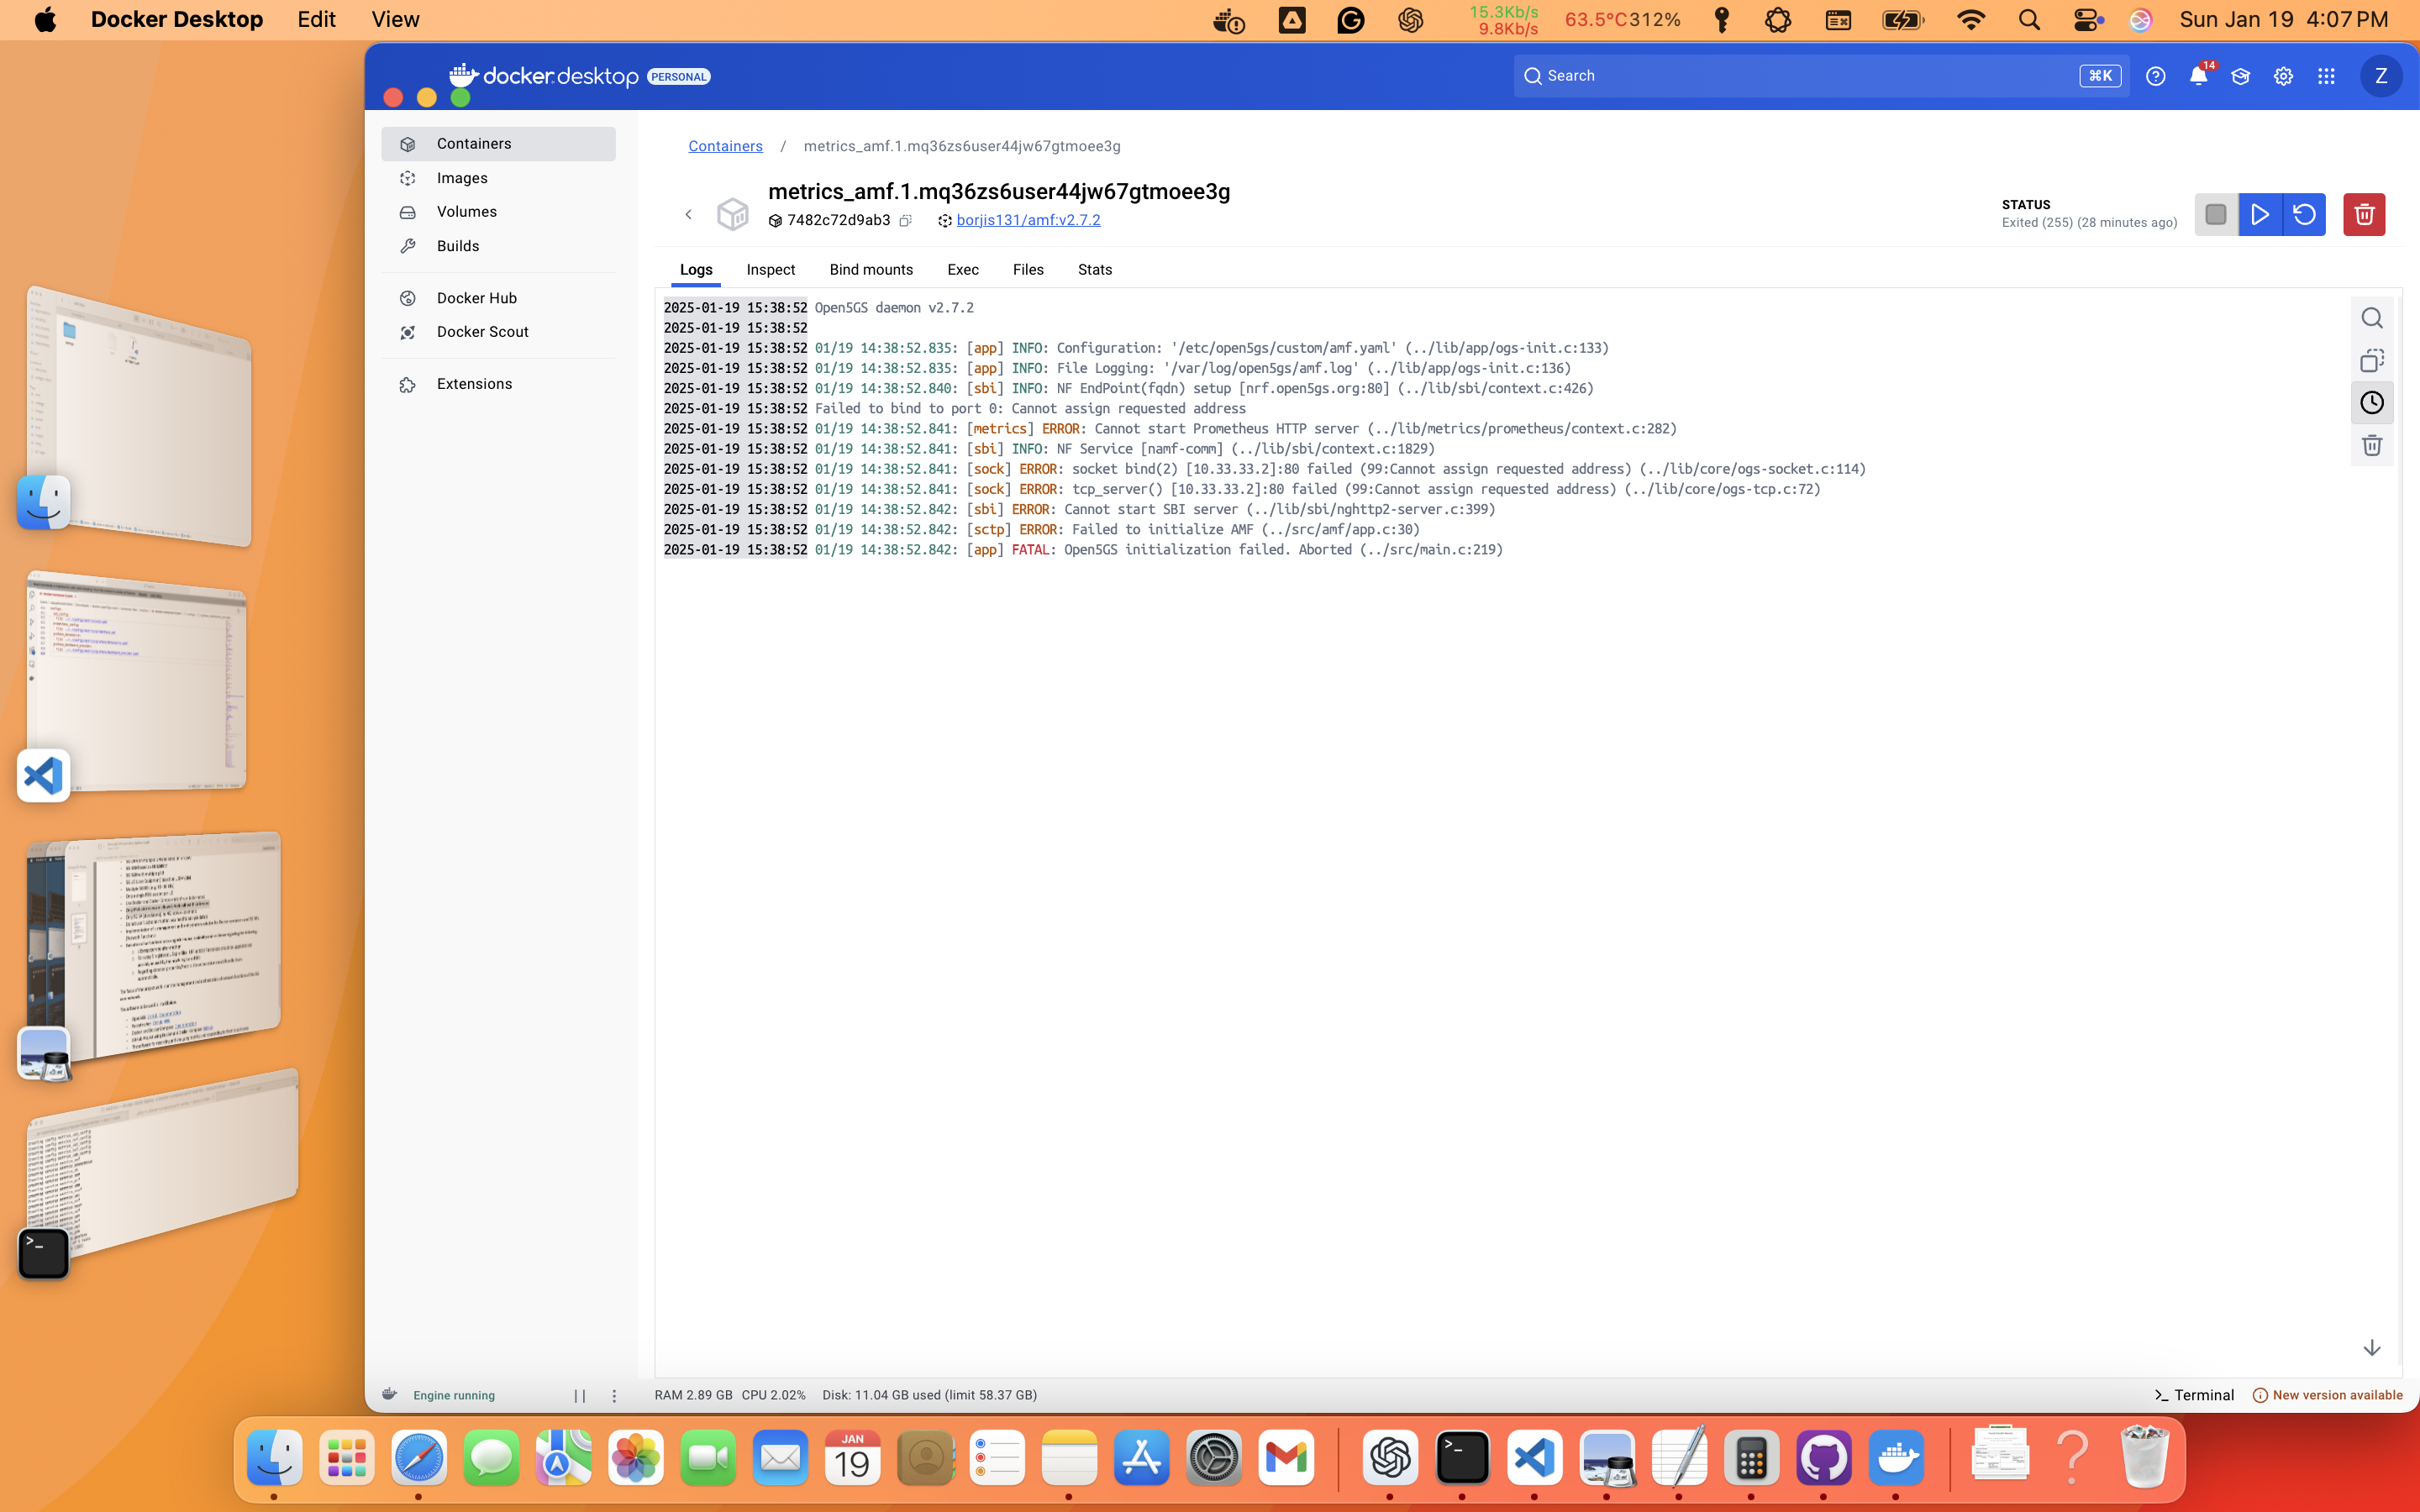 Docker Desktop Edit View
15.3Kb/s
9.8Kb/s
63.5°C 312%
Sun Jan 19 4:07 PM
docker desktop PERSONAL
Search ⌘K
14
Z
Containers
Images
Volumes
Builds
Docker Hub
Docker Scout
Extensions
Containers / metrics_amf.1.mq36zs6user44jw67gtmoee3g
metrics_amf.1.mq36zs6user44jw67gtmoee3g
7482c72d9ab3 borjis131/amf:v2.7.2
STATUS
Exited (255) (28 minutes ago)
Logs Inspect Bind mounts Exec Files Stats
2025-01-19 15:38:52 Open5GS daemon v2.7.2
2025-01-19 15:38:52
2025-01-19 15:38:52 01/19 14:38:52.835: [app] INFO: Configuration: '/etc/open5gs/custom/amf.yaml' (../lib/app/ogs-init.c:133)
2025-01-19 15:38:52 01/19 14:38:52.835: [app] INFO: File Logging: '/var/log/open5gs/amf.log' (../lib/app/ogs-init.c:136)
2025-01-19 15:38:52 01/19 14:38:52.840: [sbi] INFO: NF EndPoint(fqdn) setup [nrf.open5gs.org:80] (../lib/sbi/context.c:426)
2025-01-19 15:38:52 Failed to bind to port 0: Cannot assign requested address
2025-01-19 15:38:52 01/19 14:38:52.841: [metrics] ERROR: Cannot start Prometheus HTTP server (../lib/metrics/prometheus/context.c:282)
2025-01-19 15:38:52 01/19 14:38:52.841: [sbi] INFO: NF Service [namf-comm] (../lib/sbi/context.c:1829)
2025-01-19 15:38:52 01/19 14:38:52.841: [sock] ERROR: socket bind(2) [10.33.33.2]:80 failed (99:Cannot assign requested address) (../lib/core/ogs-socket.c:114)
2025-01-19 15:38:52 01/19 14:38:52.841: [sock] ERROR: tcp_server() [10.33.33.2]:80 failed (99:Cannot assign requested address) (../lib/core/ogs-tcp.c:72)
2025-01-19 15:38:52 01/19 14:38:52.842: [sbi] ERROR: Cannot start SBI server (../lib/sbi/nghttp2-server.c:399)
2025-01-19 15:38:52 01/19 14:38:52.842: [sctp] ERROR: Failed to initialize AMF (../src/amf/app.c:30)
2025-01-19 15:38:52 01/19 14:38:52.842: [app] FATAL: Open5GS initialization failed. Aborted (../src/main.c:219)
Engine running
RAM 2.89 GB CPU 2.02% Disk: 11.04 GB used (limit 58.37 GB)
>_ Terminal
New version available
JAN
19